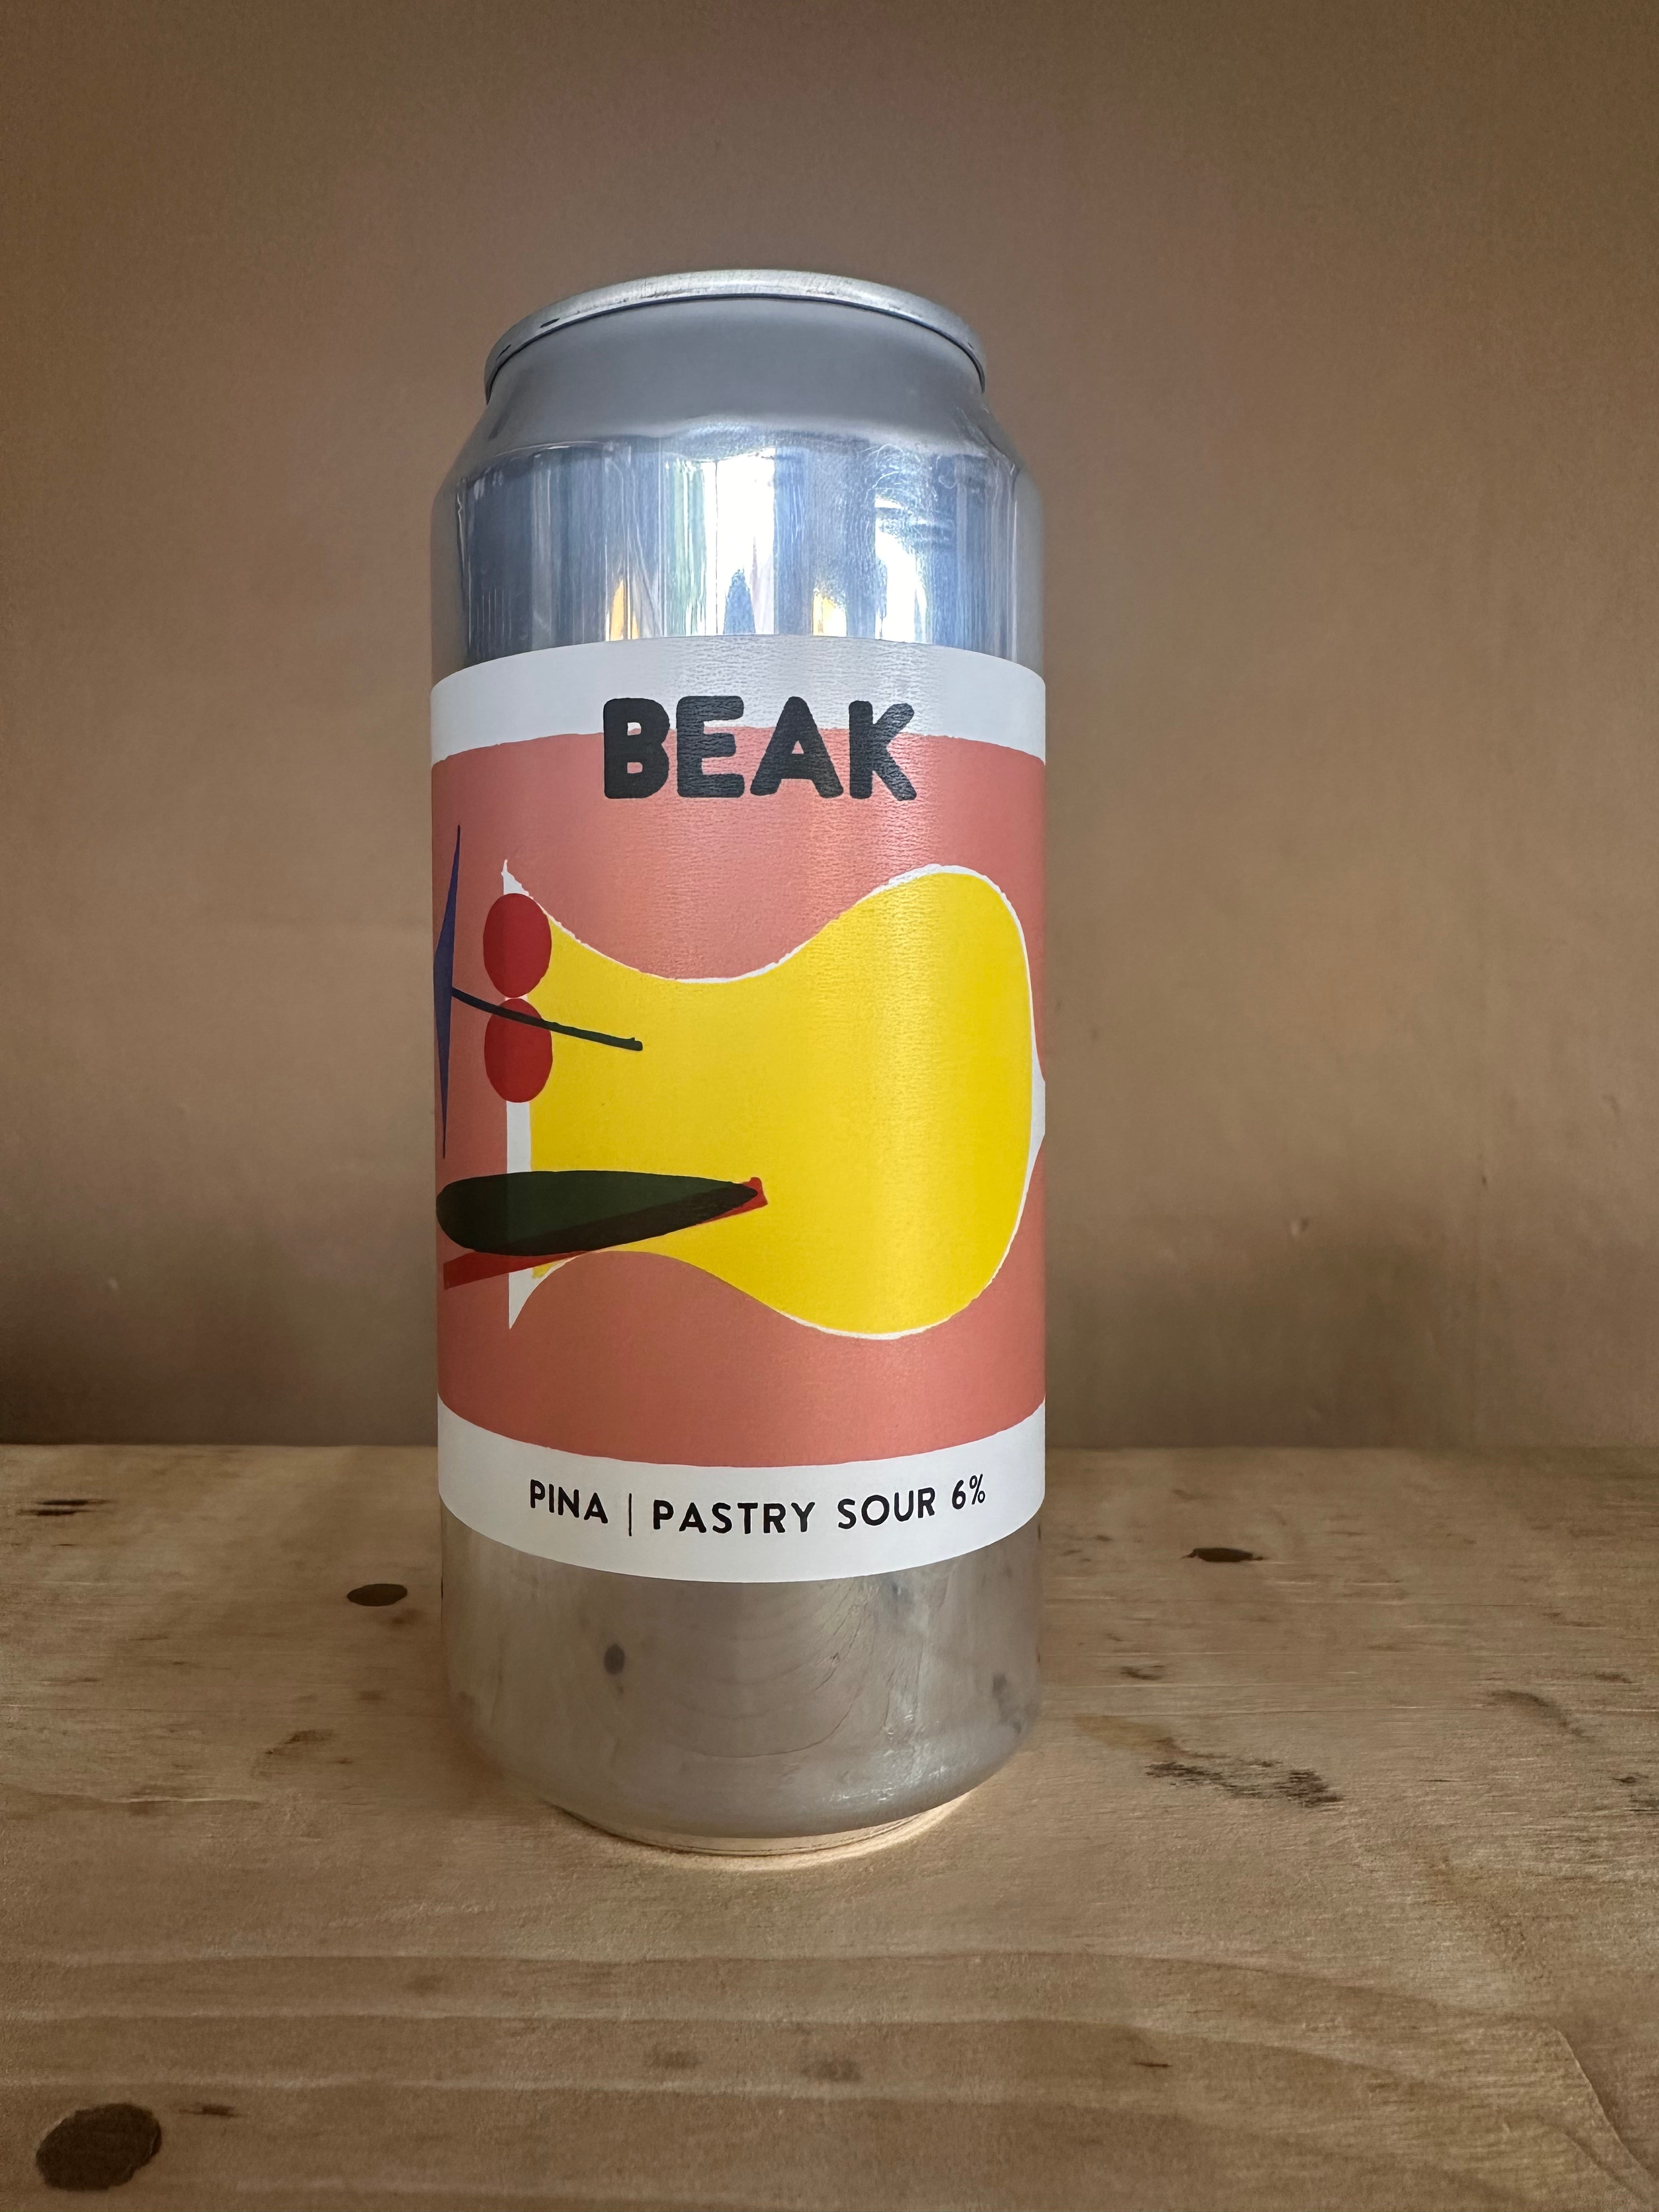 BEAK
PINA | PASTRY SOUR 6%